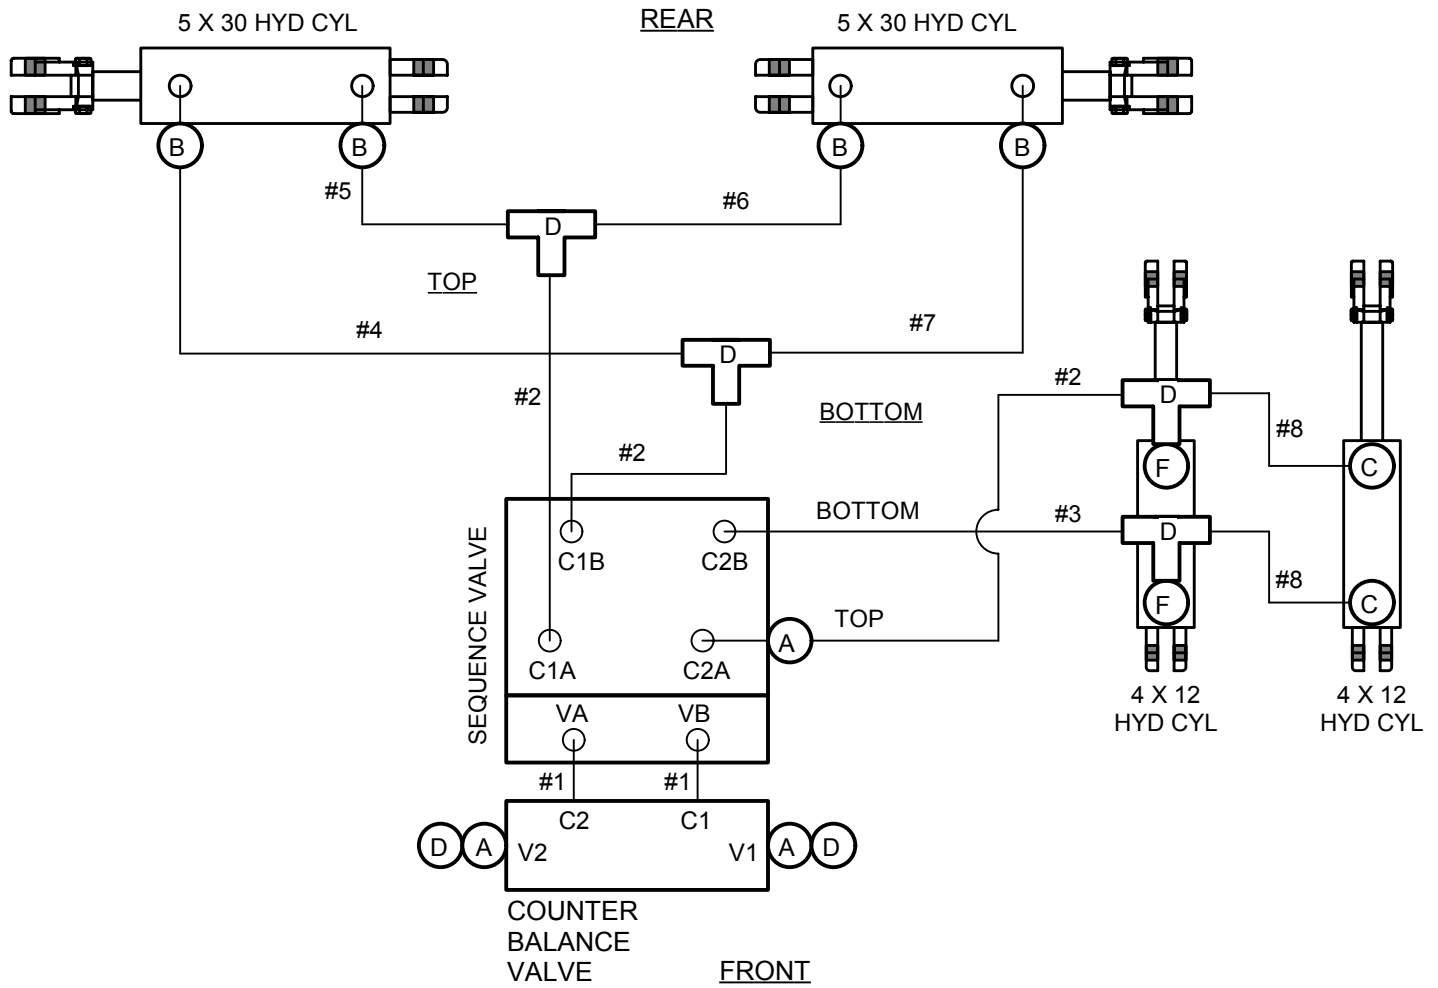 REAR
5 X 30 HYD CYL
5 X 30 HYD CYL
B
B
B
B
#5
#6
D
TOP
#4
#7
D
#2
#2
D
#2
BOTTOM
#8
#2
F
C
SEQUENCE VALVE
C1B
C2B
BOTTOM
#3
D
#8
F
C
C1A
C2A
A
TOP
4 X 12
HYD CYL
4 X 12
HYD CYL
VA
VB
#1
#1
C2
C1
D
A
V2
V1
A
D
COUNTER
BALANCE
VALVE
FRONT